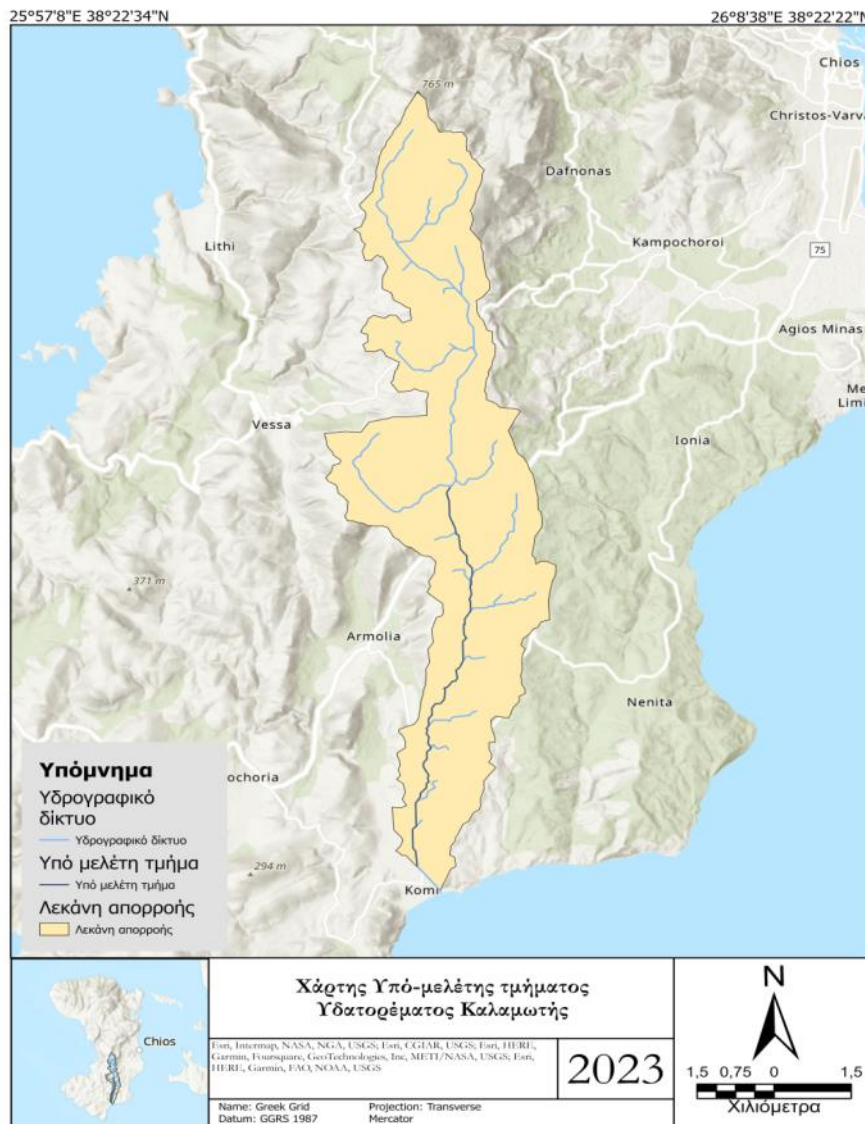 25°57'8"E 38°22'34"N
26°8'38"E 38°22'22"N
765 m
Chios
Christos-Varva
Dafnonas
Lithi
Kampochoroi
75
Agios Minas
Me
Limi
Vessa
Ionia
371 m
Armolia
Nenita
ochoria
294 m
Komi
Υπόμνημα
Υδρογραφικό
δίκτυο
Υδρογραφικό δίκτυο
Υπό μελέτη τμήμα
Υπό μελέτη τμήμα
Λεκάνη απορροής
Λεκάνη απορροής
Chios
Χάρτης Υπό-μελέτης τμήματος
Υδατορέματος Καλαμωτής
Esri, Intermap, NASA, NGA, USGS; Esri, CGIAR, USGS; Esri, HERE,
Garmin, Foursquare, GeoTechnologies, Inc, METI/NASA, USGS; Esri,
HERE, Garmin, FAO, NOAA, USGS
2023
Name: Greek Grid
Datum: GGRS 1987
Projection: Transverse
Mercator
N
1,5 0,75 0 1,5
Χιλιόμετρα